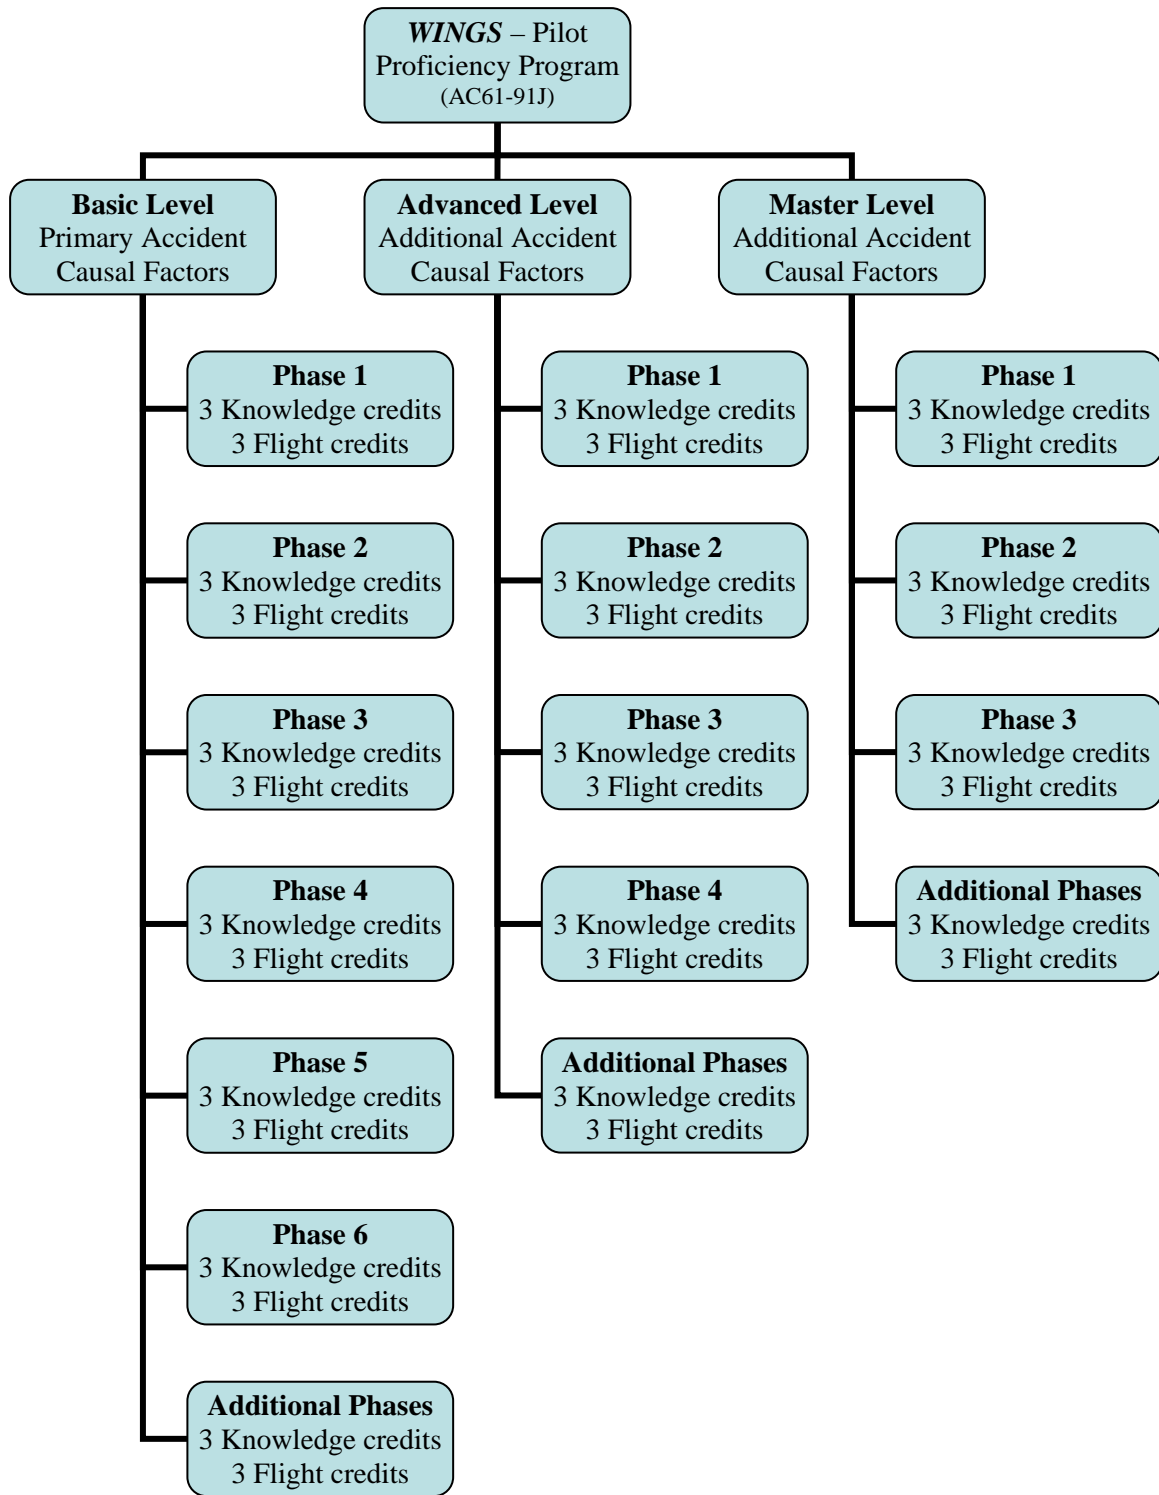 WINGS – Pilot
Proficiency Program
(AC61-91J)
Basic Level
Primary Accident
Causal Factors
Advanced Level
Additional Accident
Causal Factors
Master Level
Additional Accident
Causal Factors
Phase 1
3 Knowledge credits
3 Flight credits
Phase 1
3 Knowledge credits
3 Flight credits
Phase 1
3 Knowledge credits
3 Flight credits
Phase 2
3 Knowledge credits
3 Flight credits
Phase 2
3 Knowledge credits
3 Flight credits
Phase 2
3 Knowledge credits
3 Flight credits
Phase 3
3 Knowledge credits
3 Flight credits
Phase 3
3 Knowledge credits
3 Flight credits
Phase 3
3 Knowledge credits
3 Flight credits
Phase 4
3 Knowledge credits
3 Flight credits
Phase 4
3 Knowledge credits
3 Flight credits
Additional Phases
3 Knowledge credits
3 Flight credits
Phase 5
3 Knowledge credits
3 Flight credits
Additional Phases
3 Knowledge credits
3 Flight credits
Phase 6
3 Knowledge credits
3 Flight credits
Additional Phases
3 Knowledge credits
3 Flight credits